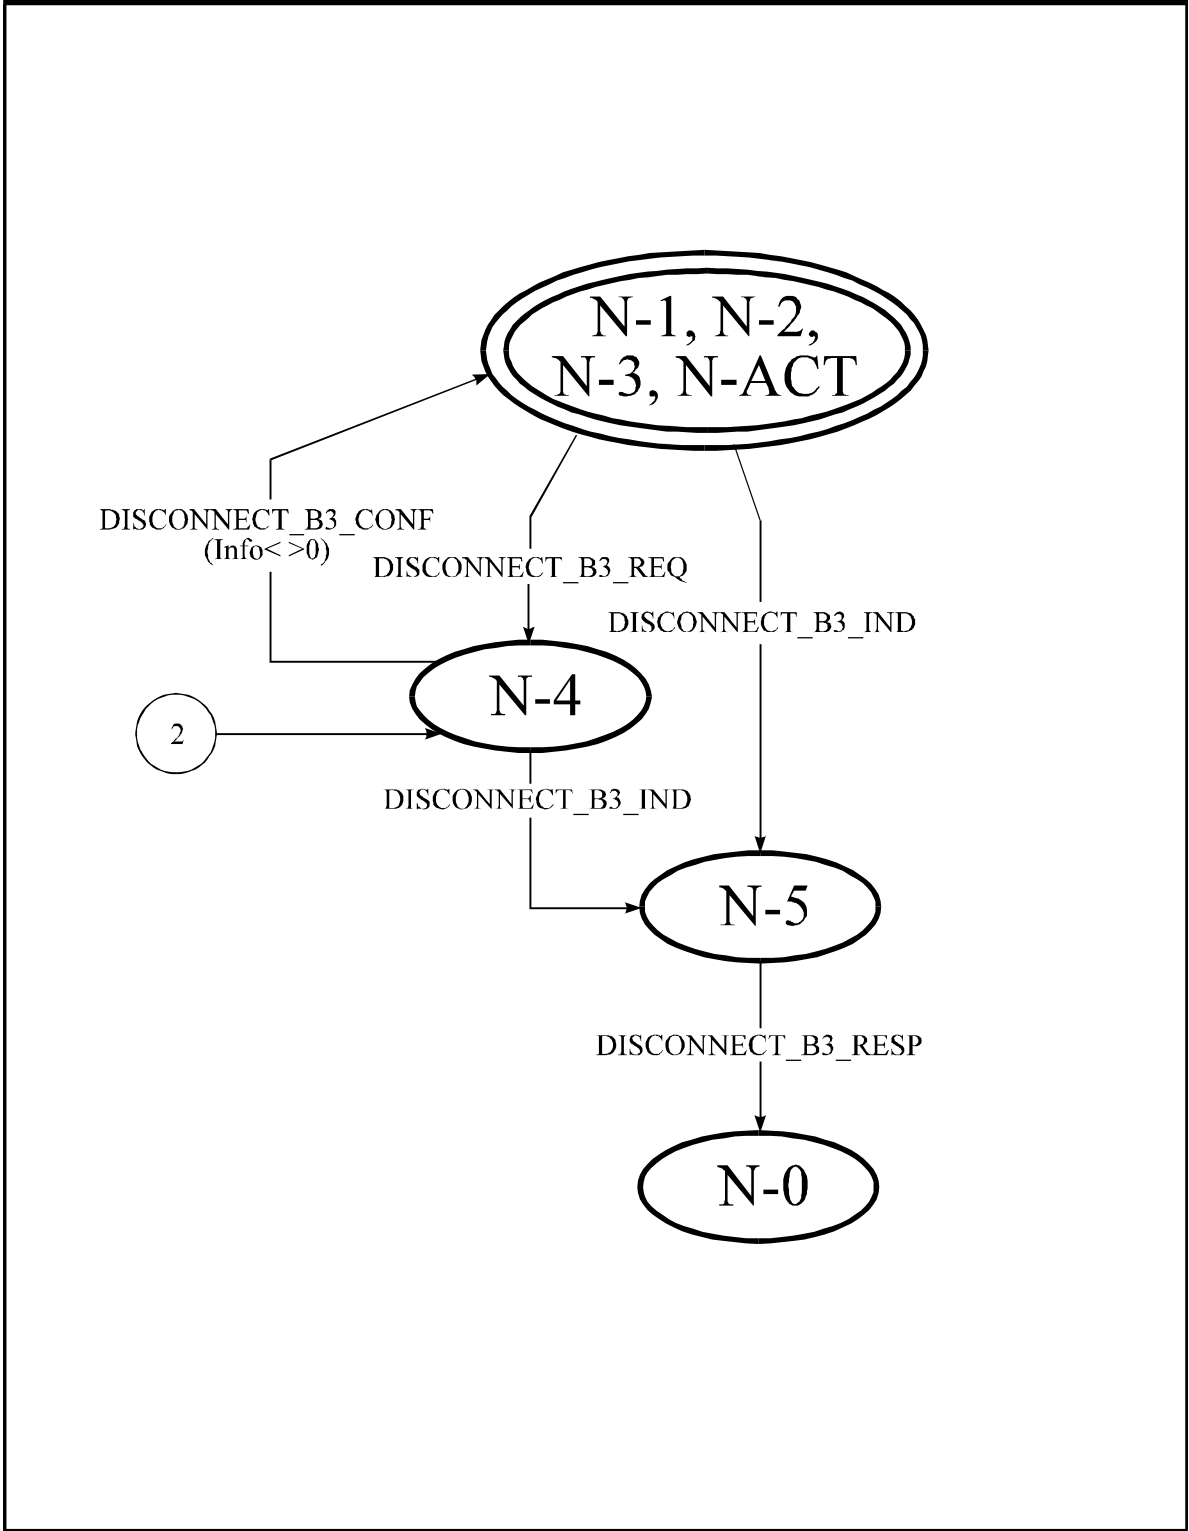 N-1, N-2,
N-3, N-ACT
DISCONNECT_B3_CONF
(Info< >0)
DISCONNECT_B3_REQ
DISCONNECT_B3_IND
N-4
2
DISCONNECT_B3_IND
N-5
DISCONNECT_B3_RESP
N-0